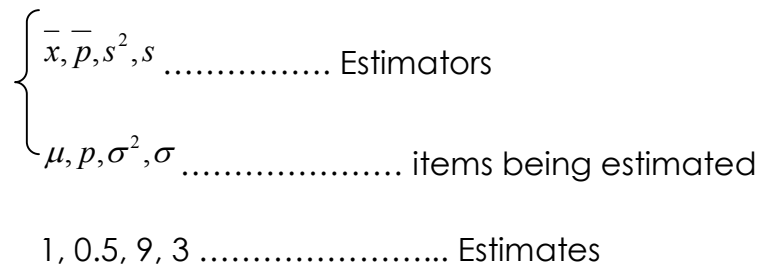 x̅, p̅, s², s ................ Estimators
μ, p, σ², σ ..................... items being estimated
1, 0.5, 9, 3 ........................ Estimates